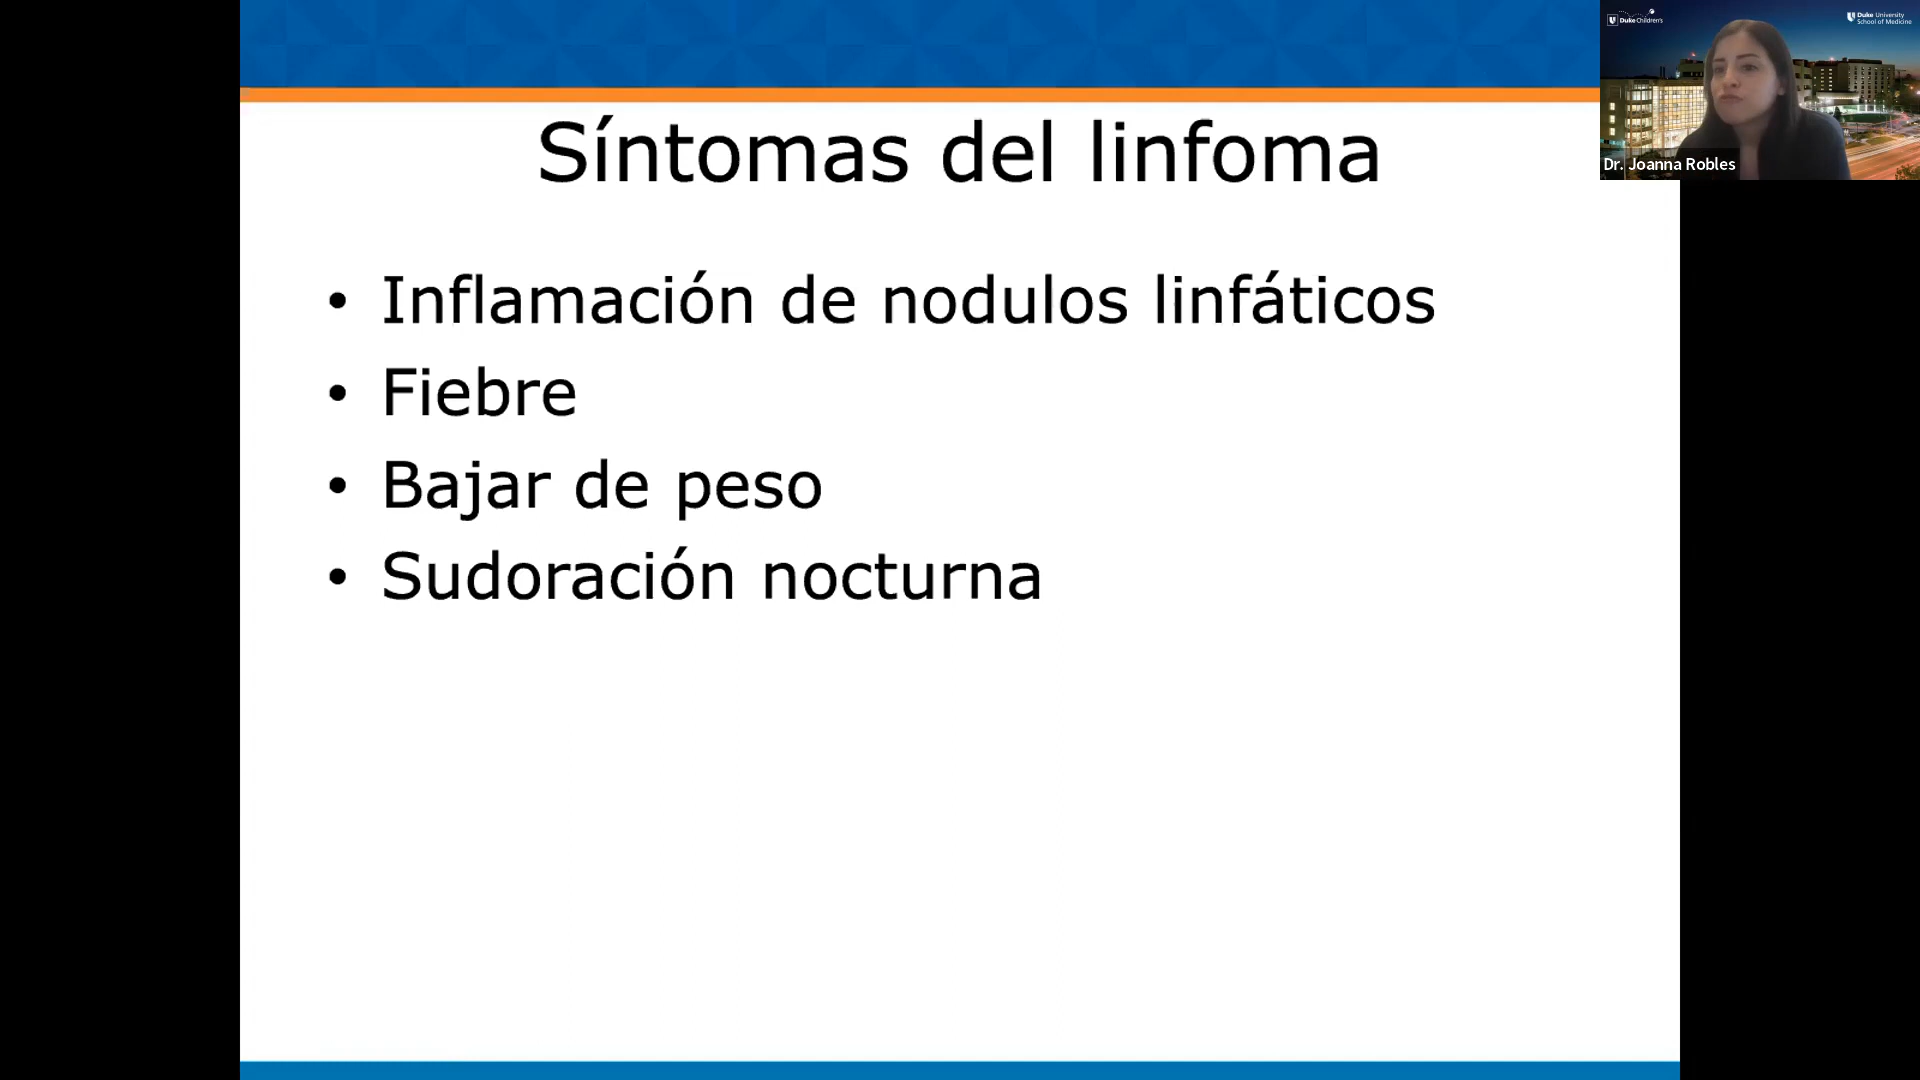 Síntomas del linfoma
• Inflamación de nodulos linfáticos
• Fiebre
• Bajar de peso
• Sudoración nocturna
Duke Children's
Duke University
School of Medicine
Dr. Joanna Robles